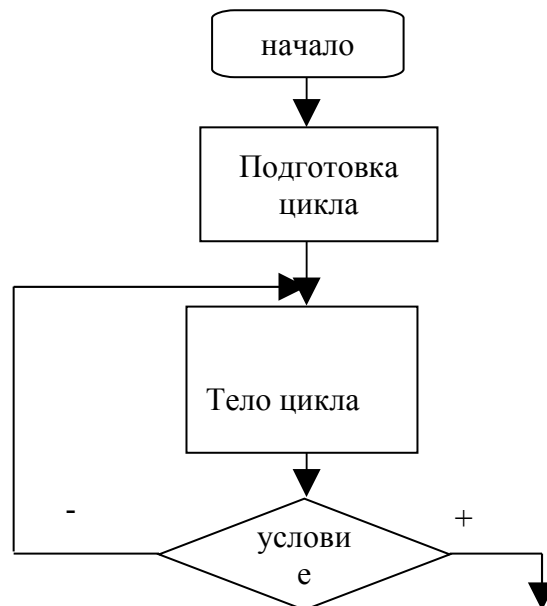 начало
Подготовка
цикла
Тело цикла
-
+
услови
е